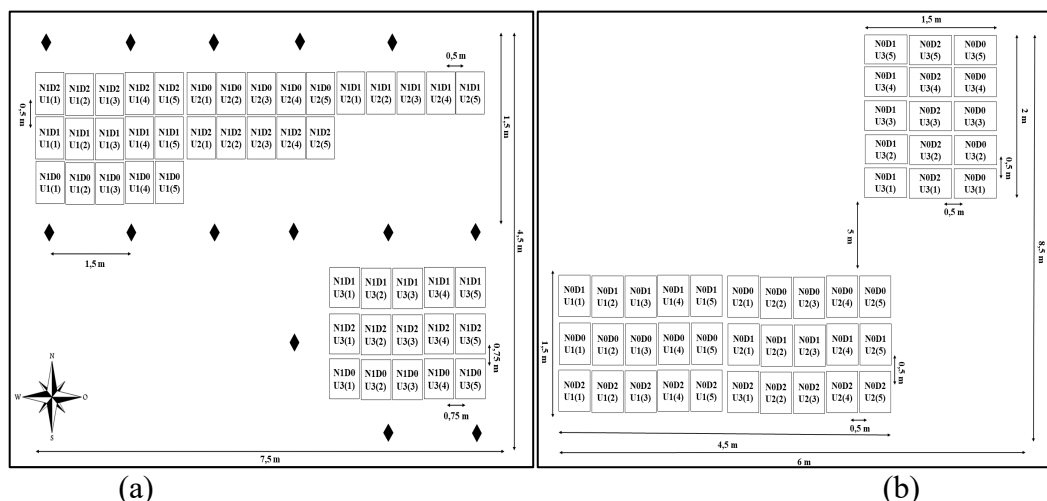 0,5 m
N1D2 N1D2 N1D2 N1D2 N1D2 N0D0 N0D0 N0D0 N0D0 N0D0 N1D1 N1D1 N1D1 N1D1 N1D1
U1(1) U1(2) U1(3) U1(4) U1(5) U2(1) U2(2) U2(3) U2(4) U2(5) U2(1) U2(2) U2(3) U2(4) U2(5)
0,5 m
N1D1 N1D1 N1D1 N1D1 N1D1 N1D2 N1D2 N1D2 N1D2 N1D2
U1(1) U1(2) U1(3) U1(4) U1(5) U2(1) U2(2) U2(3) U2(4) U2(5)
1,5 m
N1D0 N1D0 N1D0 N1D0 N1D0
U1(1) U1(2) U1(3) U1(4) U1(5)
4,5 m
1,5 m
N1D1 N1D1 N1D1 N1D1 N1D1
U3(1) U3(2) U3(3) U3(4) U3(5)
N1D2 N1D2 N1D2 N1D2 N1D2
U3(1) U3(2) U3(3) U3(4) U3(5)
0,75 m
N1D0 N1D0 N1D0 N1D0 N1D0
U3(1) U3(2) U3(3) U3(4) U3(5)
0,75 m
N
W O
S
7,5 m
(a)
1,5 m
N0D1 N0D2 N0D0
U3(5) U3(5) U3(5)
N0D1 N0D2 N0D0
U3(4) U3(4) U3(4)
2 m
N0D1 N0D2 N0D0
U3(3) U3(3) U3(3)
N0D1 N0D2 N0D0
U3(2) U3(2) U3(2)
0,5 m
N0D1 N0D2 N0D0
U3(1) U3(1) U3(1)
0,5 m
5 m
8,5 m
N0D1 N0D1 N0D1 N0D1 N0D1 N0D0 N0D0 N0D0 N0D0 N0D0
U1(1) U1(2) U1(3) U1(4) U1(5) U2(1) U2(2) U2(3) U2(4) U2(5)
1,5 m
N0D0 N0D0 N0D0 N0D0 N0D0 N0D1 N0D1 N0D1 N0D1 N0D1
U1(1) U1(2) U1(3) U1(4) U1(5) U2(1) U2(2) U2(3) U2(4) U2(5)
0,5 m
N0D2 N0D2 N0D2 N0D2 N0D2 N0D2 N0D2 N0D2 N0D2 N0D2
U1(1) U1(2) U1(3) U1(4) U1(5) U3(1) U2(2) U2(3) U2(4) U2(5)
0,5 m
4,5 m
6 m
(b)